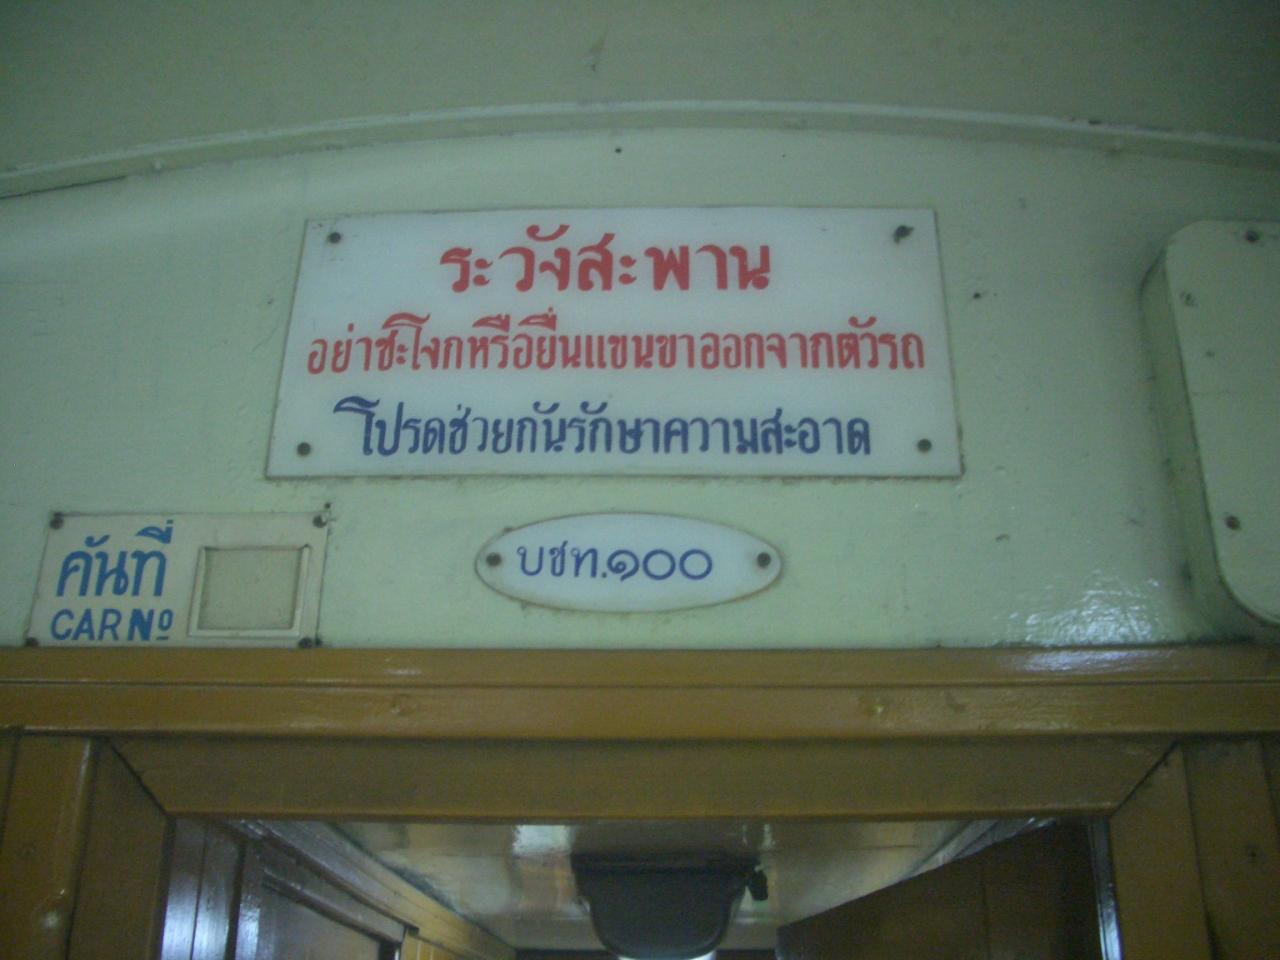 ระวังสะพาน
อย่าชะโงกหรือยื่นแขนขาออกจากตัวรถ
โปรดช่วยกันรักษาความสะอาด
คันที่
CAR Nº
บชท.๑๐๐